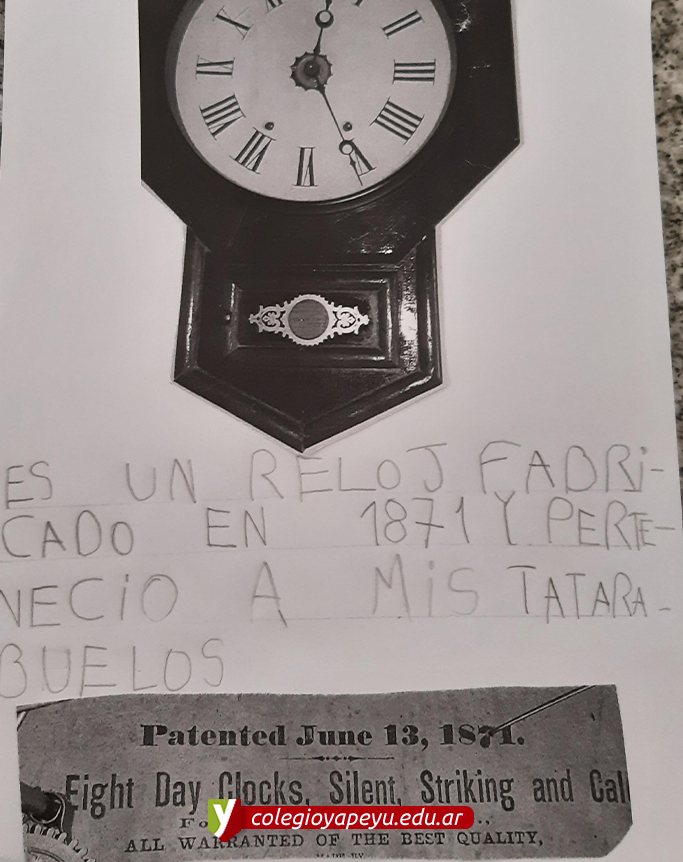 ES UN RELOJ FABRI-
CADO EN 1871 Y PERTE-
NECIO A MIS TATARA-
BUELOS
Patented June 13, 1871.
Eight Day Clocks, Silent, Striking and Cal
colegioyapeyu.edu.ar
ALL WARRANTED OF THE BEST QUALITY,